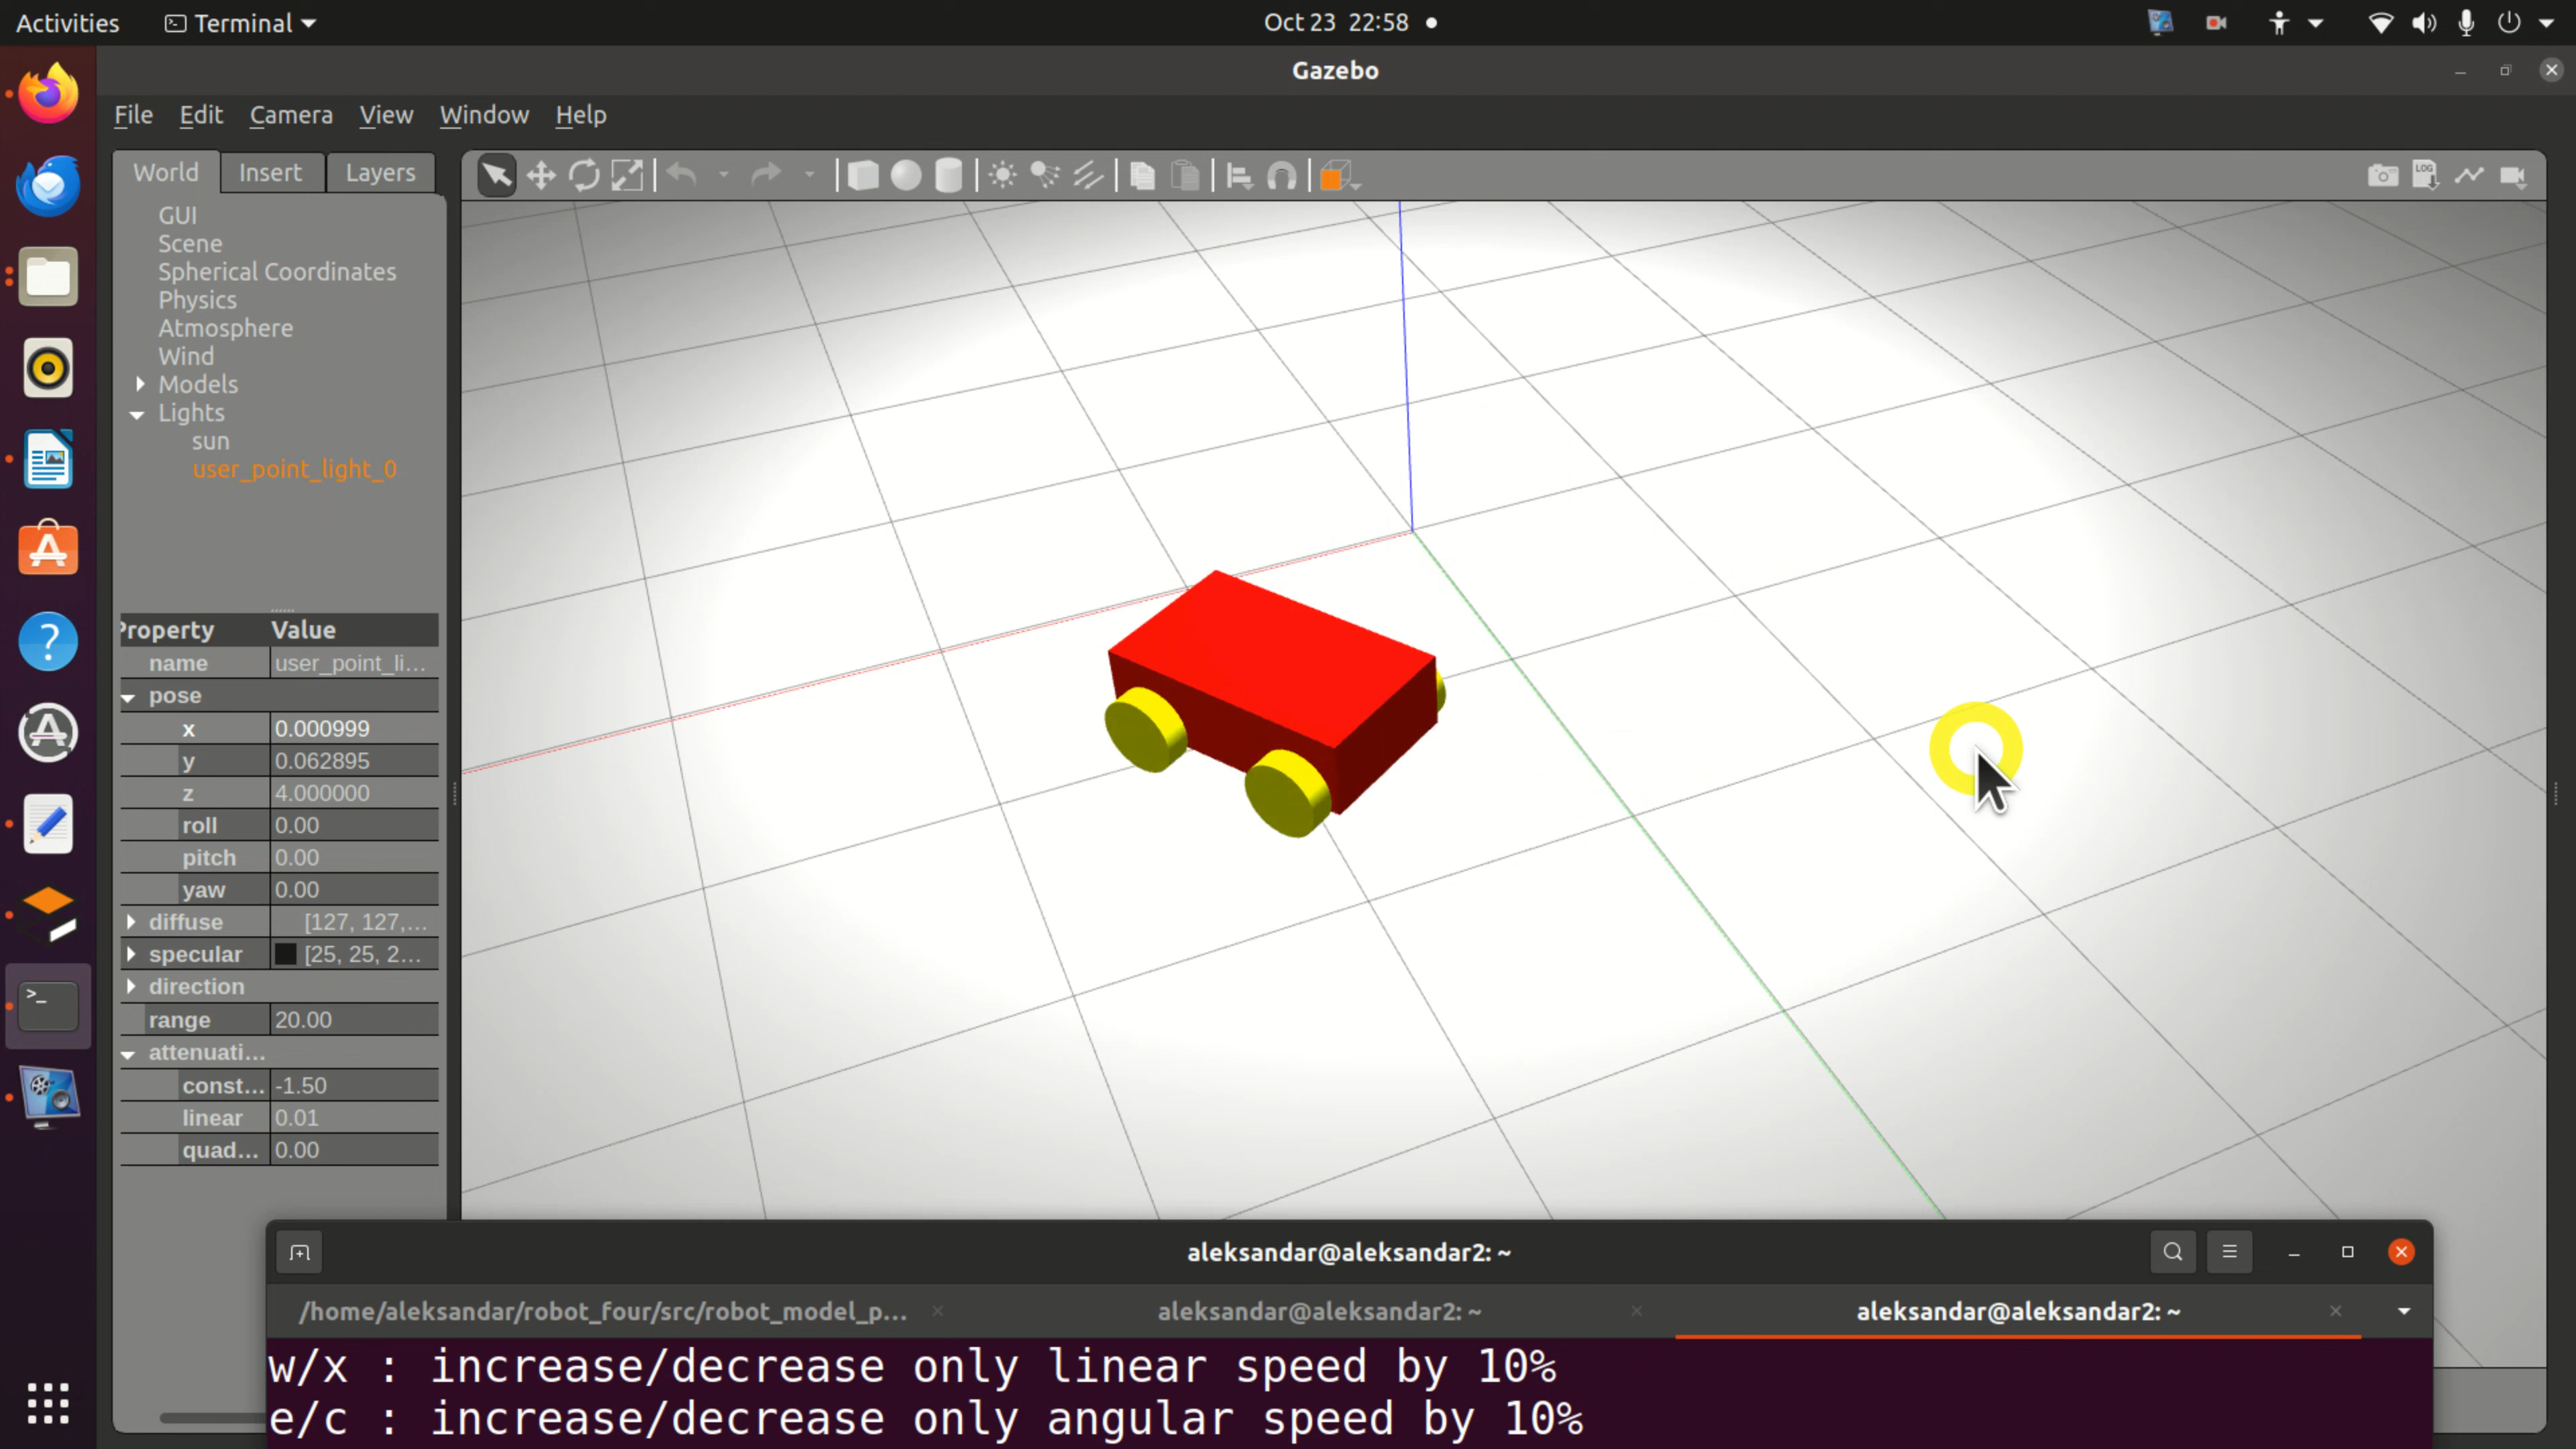 Activities Terminal Oct 23 22:58
Gazebo
File Edit Camera View Window Help
World Insert Layers
GUI
Scene
Spherical Coordinates
Physics
Atmosphere
Wind
Models
Lights
sun
user_point_light_0
Property Value
name user_point_li...
pose
x 0.000999
y 0.062895
z 4.000000
roll 0.00
pitch 0.00
yaw 0.00
diffuse [127, 127,...
specular [25, 25, 2...
direction
range 20.00
attenuati...
const... -1.50
linear 0.01
quad... 0.00
LOG
aleksandar@aleksandar2: ~
/home/aleksandar/robot_four/src/robot_model_p... aleksandar@aleksandar2: ~ aleksandar@aleksandar2: ~
w/x : increase/decrease only linear speed by 10%
e/c : increase/decrease only angular speed by 10%